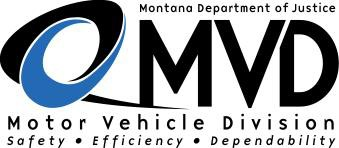 Montana Department of Justice
MVD
Motor Vehicle Division
Safety • Efficiency • Dependability